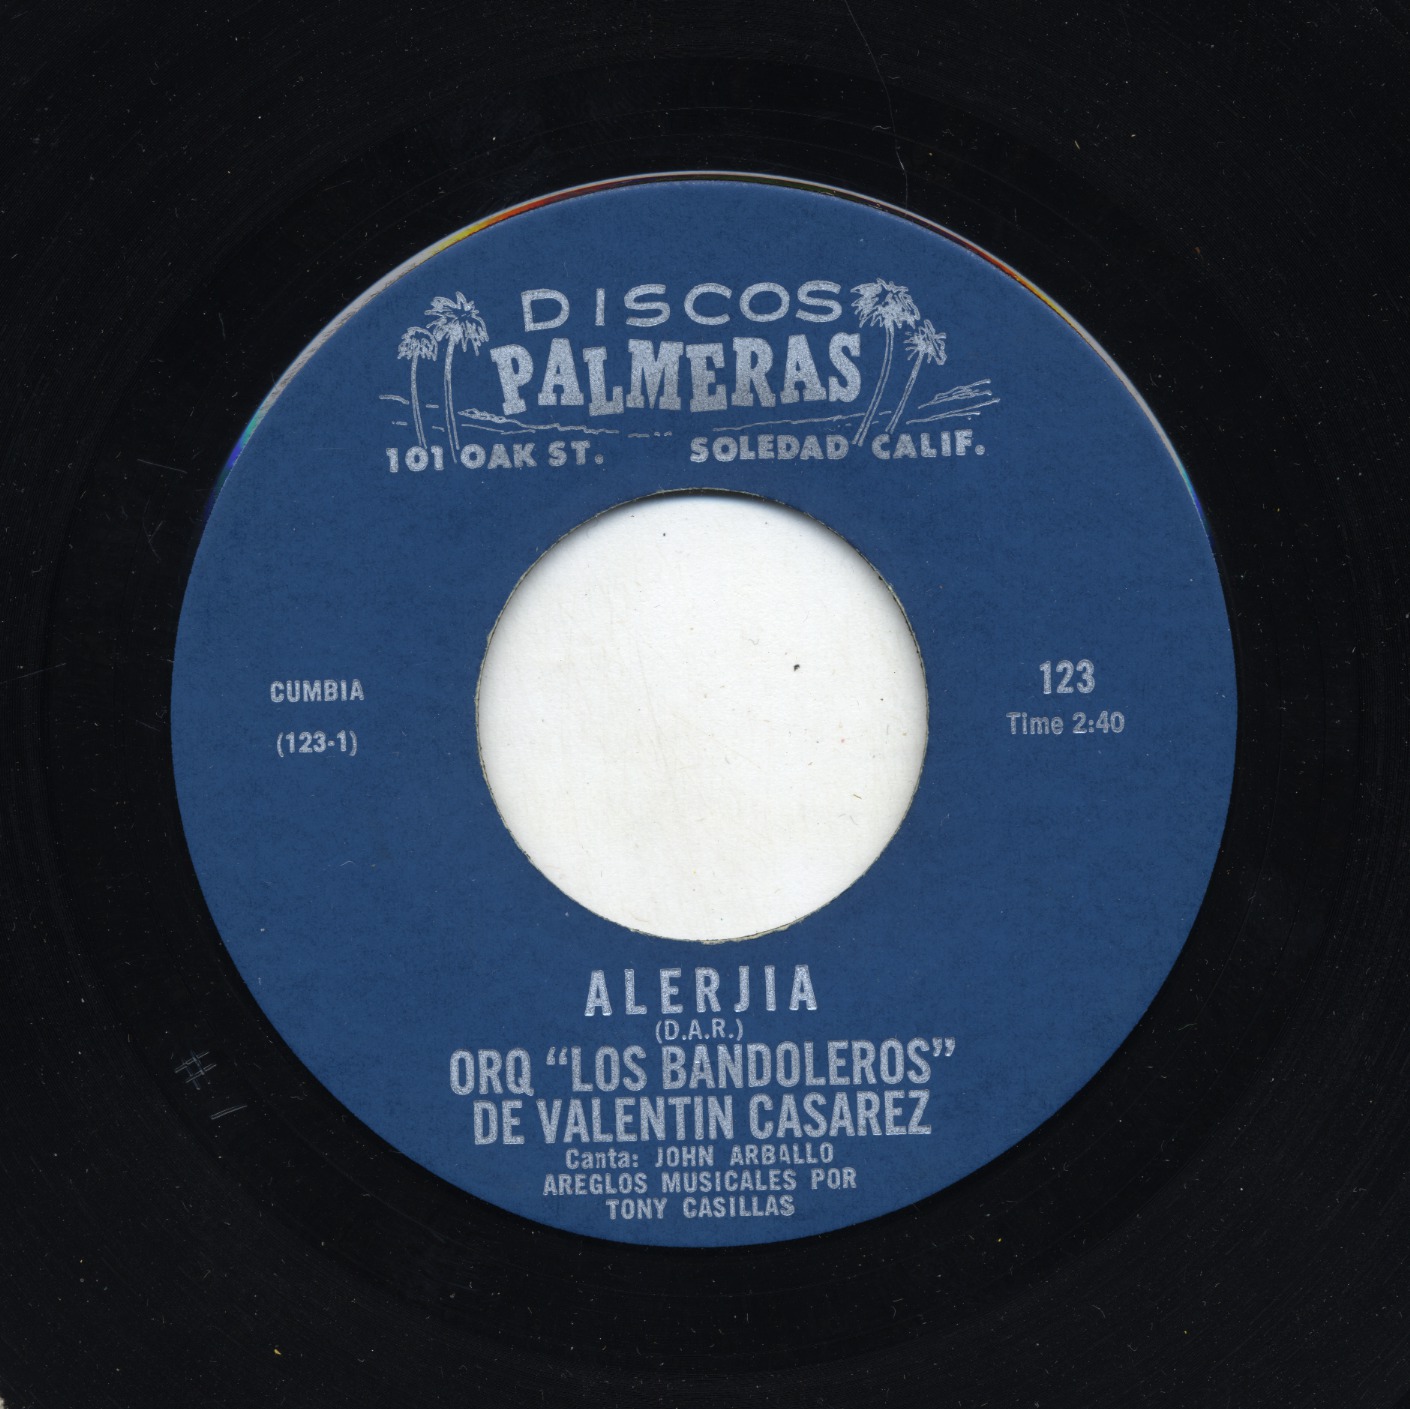 DISCOS
PALMERAS
101 OAK ST. SOLEDAD CALIF.
CUMBIA
(123-1)
123
Time 2:40
ALERJIA
(D.A.R.)
ORQ “LOS BANDOLEROS”
DE VALENTIN CASAREZ
Canta: JOHN ARBALLO
AREGLOS MUSICALES POR
TONY CASILLAS